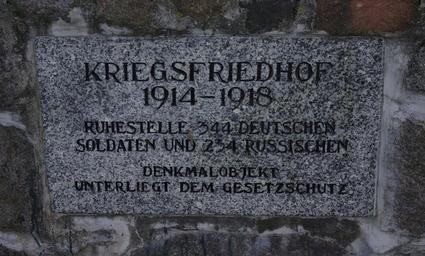 KRIEGSFRIEDHOF
1914-1918
RUHESTELLE 344 DEUTSCHEN
SOLDATEN UND 234 RUSSISCHEN
DENKMALOBJEKT
UNTERLIEGT DEM GESETZSCHUTZ